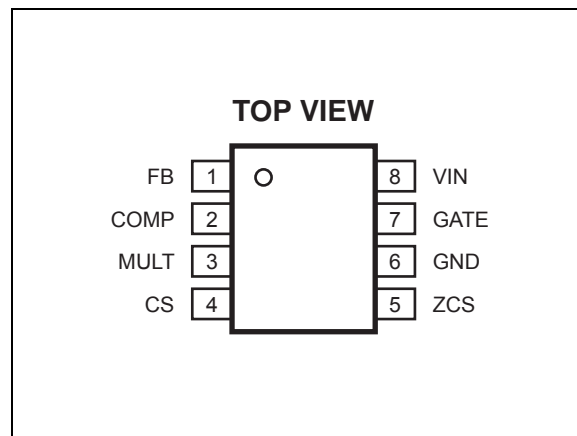 TOP VIEW
FB 1 8 VIN
COMP 2 7 GATE
MULT 3 6 GND
CS 4 5 ZCS